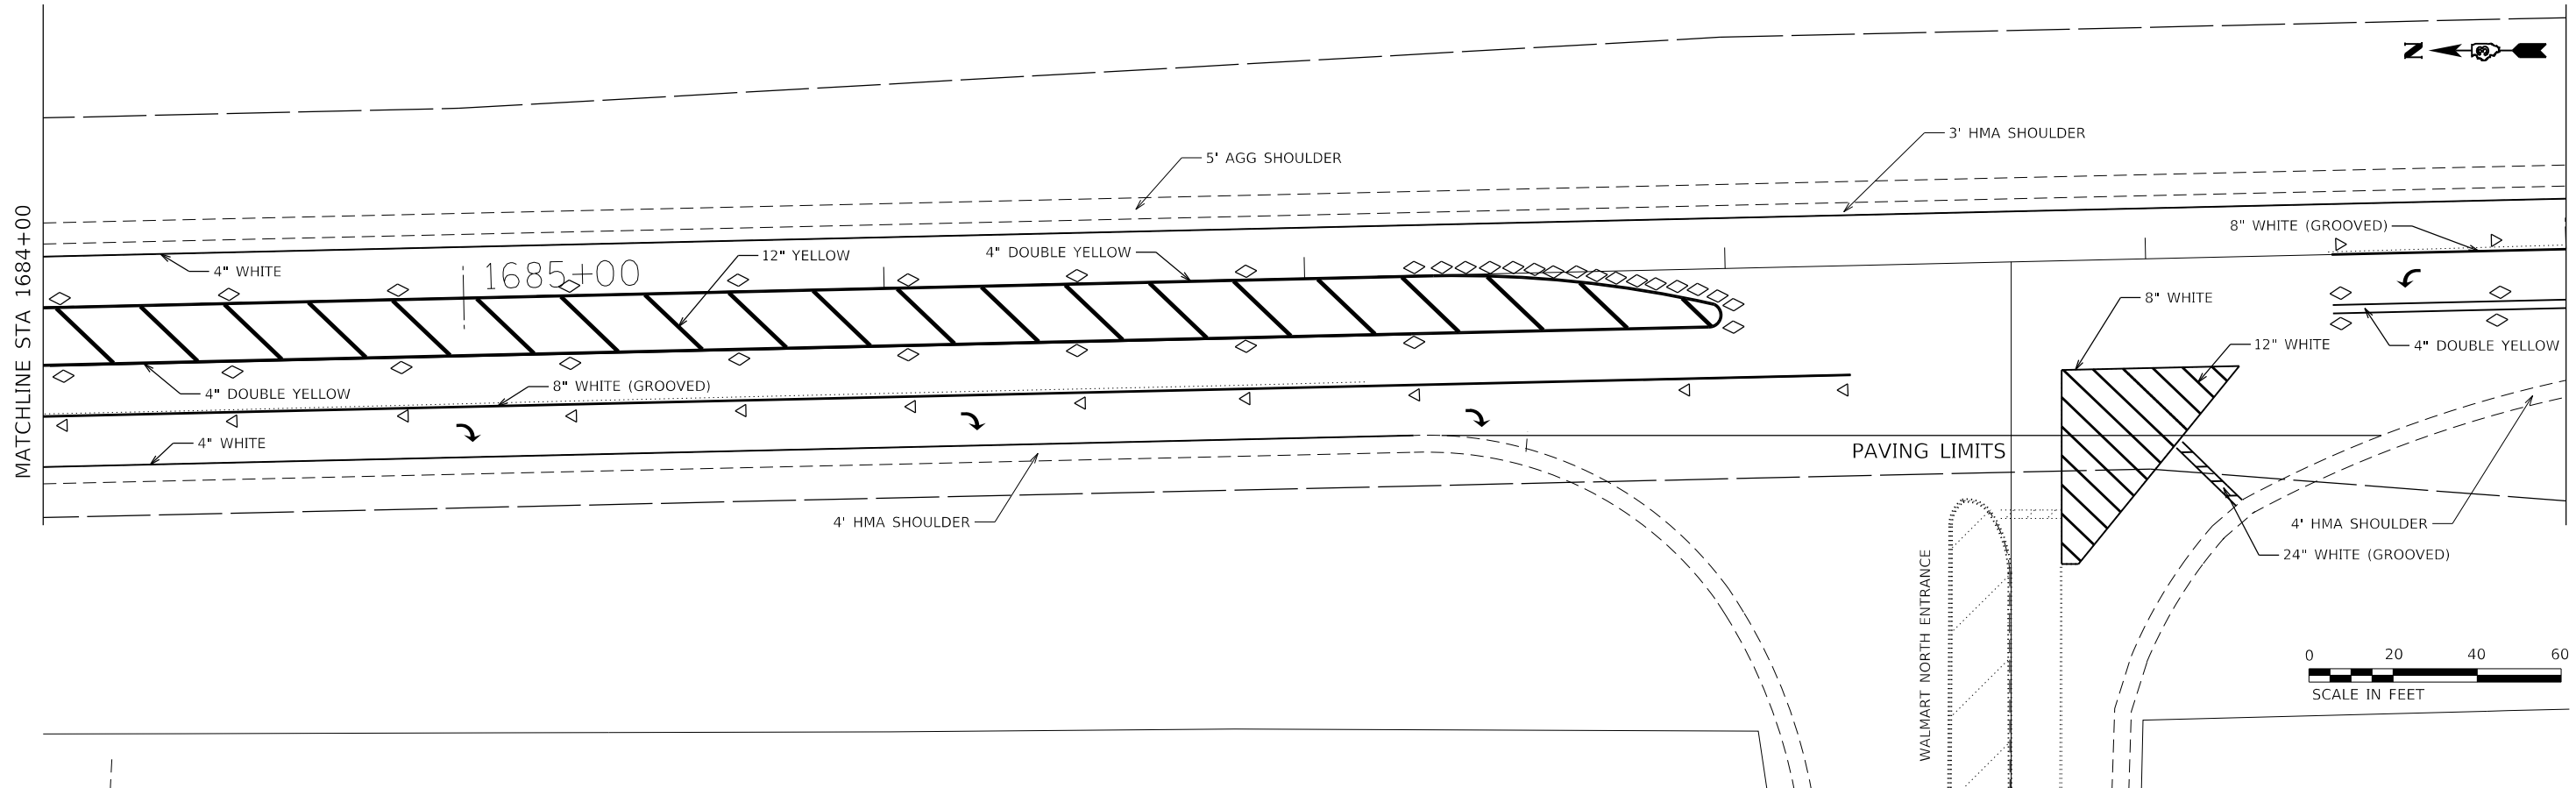 N
3' HMA SHOULDER
5' AGG SHOULDER
MATCHLINE STA 1684+00
8" WHITE (GROOVED)
4" WHITE
1685+00
12" YELLOW
4" DOUBLE YELLOW
8" WHITE
12" WHITE
4" DOUBLE YELLOW
4" DOUBLE YELLOW
8" WHITE (GROOVED)
4" WHITE
PAVING LIMITS
4' HMA SHOULDER
4' HMA SHOULDER
24" WHITE (GROOVED)
WALMART NORTH ENTRANCE
0 20 40 60
SCALE IN FEET